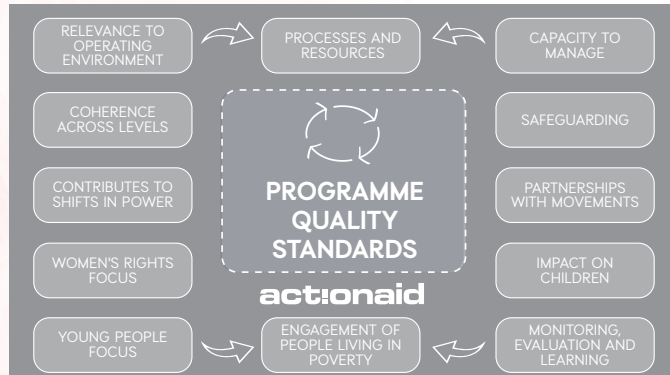 RELEVANCE TO
OPERATING
ENVIRONMENT
PROCESSES AND
RESOURCES
CAPACITY TO
MANAGE
COHERENCE
ACROSS LEVELS
SAFEGUARDING
CONTRIBUTES TO
SHIFTS IN POWER
PROGRAMME
QUALITY
STANDARDS
PARTNERSHIPS
WITH MOVEMENTS
WOMEN'S RIGHTS
FOCUS
IMPACT ON
CHILDREN
act!onaid
YOUNG PEOPLE
FOCUS
ENGAGEMENT OF
PEOPLE LIVING IN
POVERTY
MONITORING,
EVALUATION AND
LEARNING